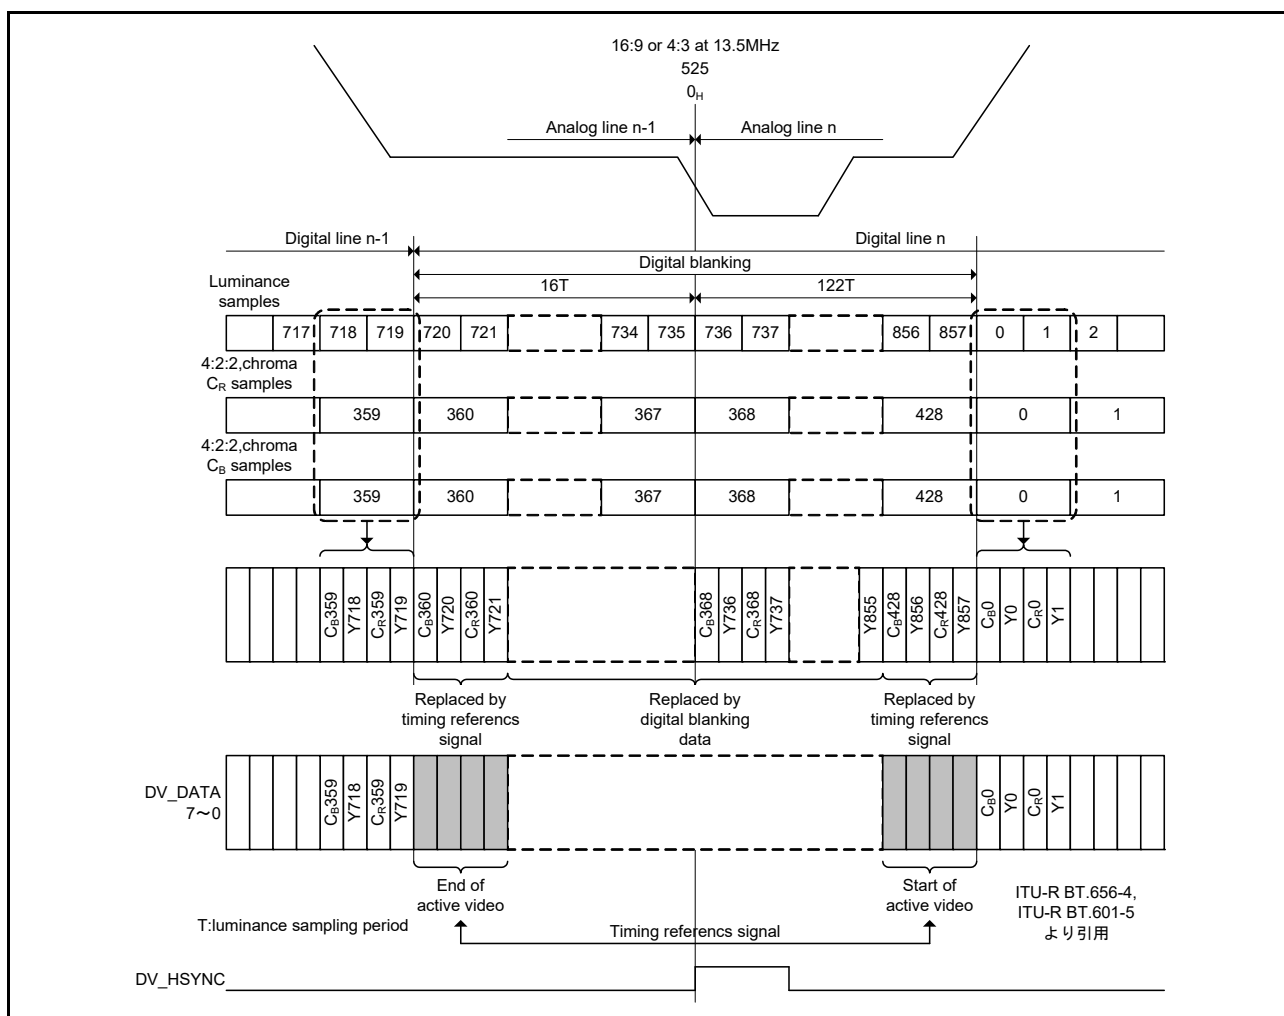 16:9 or 4:3 at 13.5MHz
525
0H
Analog line n-1 Analog line n
Digital line n-1 Digital line n
Digital blanking
16T 122T
Luminance
samples
717 718 719 720 721 734 735 736 737 856 857 0 1 2
4:2:2,chroma
CR samples
359 360 367 368 428 0 1
4:2:2,chroma
CB samples
359 360 367 368 428 0 1
CB359 Y718 CR359 Y719 CB360 Y720 CR360 Y721 CB368 Y736 CR368 Y737 Y855 CB428 Y856 CR428 Y857 CB0 Y0 CR0 Y1
Replaced by
timing referencs
signal
Replaced by
digital blanking
data
Replaced by
timing referencs
signal
DV_DATA
7～0
CB359 Y718 CR359 Y719 CB0 Y0 CR0 Y1
End of
active video
Start of
active video
ITU-R BT.656-4,
ITU-R BT.601-5
より引用
T:luminance sampling period
Timing referencs signal
DV_HSYNC